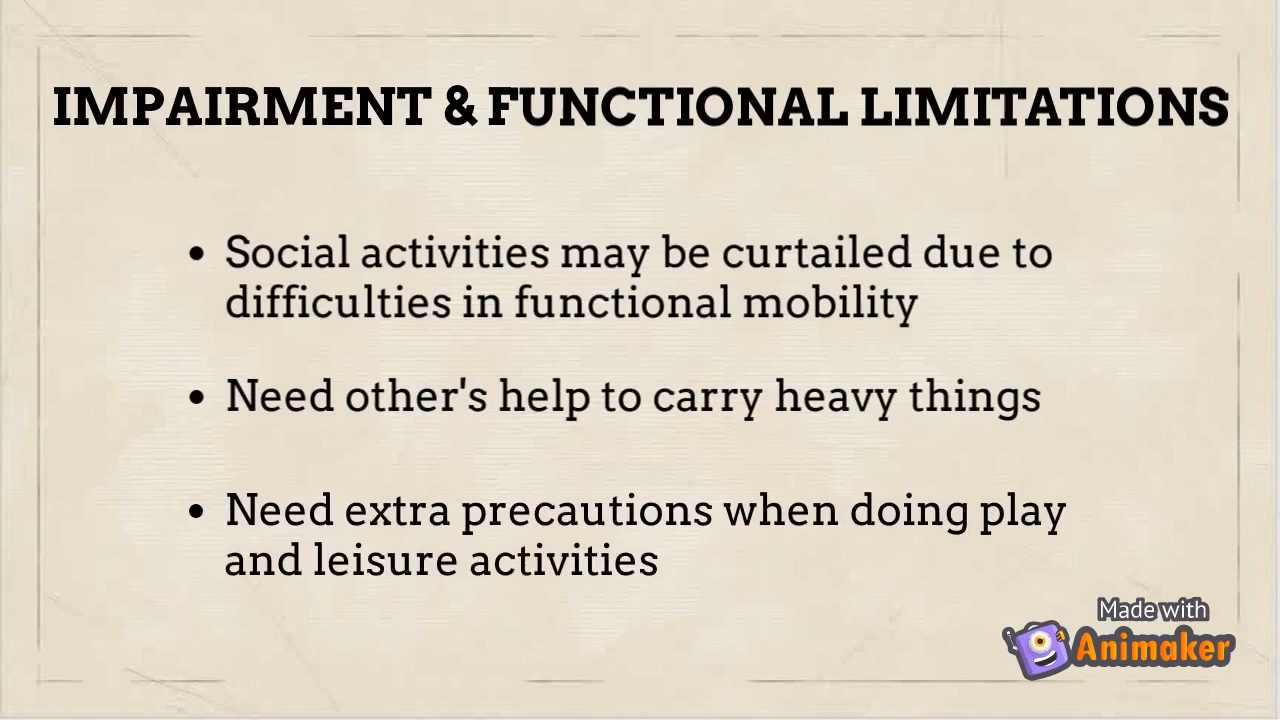 IMPAIRMENT & FUNCTIONAL LIMITATIONS
• Social activities may be curtailed due to
difficulties in functional mobility
• Need other's help to carry heavy things
• Need extra precautions when doing play
and leisure activities
Made with
Animaker